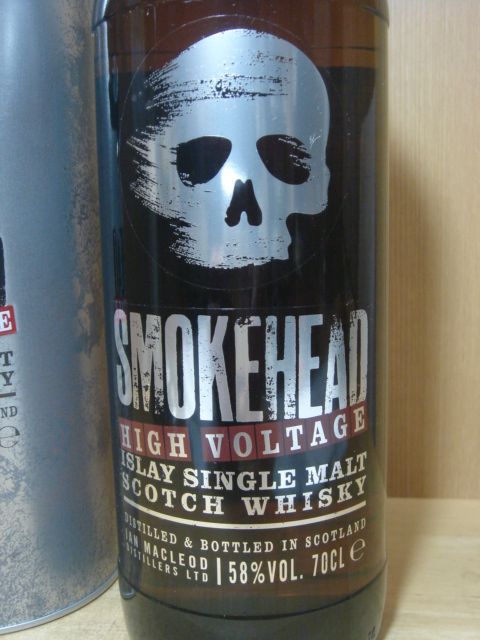 SMOKEHEAD
HIGH VOLTAGE
ISLAY SINGLE MALT
SCOTCH WHISKY
DISTILLED & BOTTLED IN SCOTLAND
IAN MACLEOD
DISTILLERS LTD
58%VOL. 70CL e
E
T
Y
ND
e